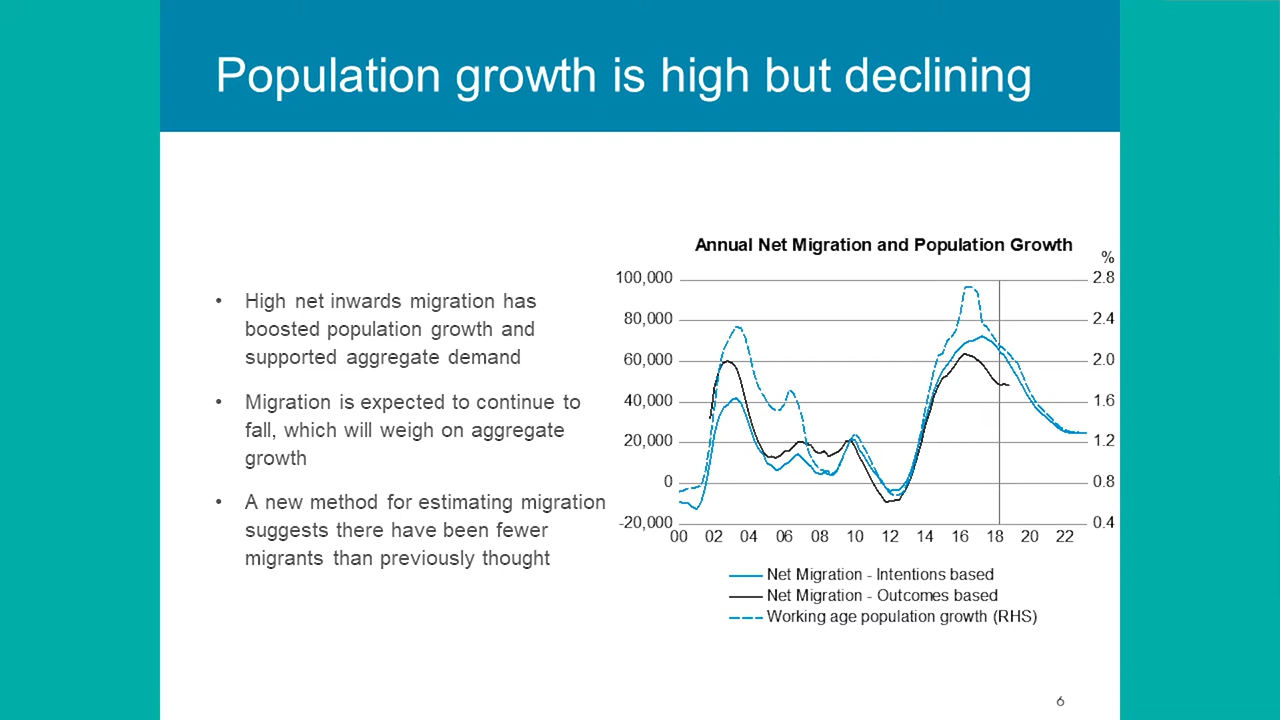 Population growth is high but declining
• High net inwards migration has
boosted population growth and
supported aggregate demand
• Migration is expected to continue to
fall, which will weigh on aggregate
growth
• A new method for estimating migration
suggests there have been fewer
migrants than previously thought
Annual Net Migration and Population Growth
%
100,000 2.8
80,000 2.4
60,000 2.0
40,000 1.6
20,000 1.2
0 0.8
-20,000 0.4
00 02 04 06 08 10 12 14 16 18 20 22
Net Migration - Intentions based
Net Migration - Outcomes based
Working age population growth (RHS)
6